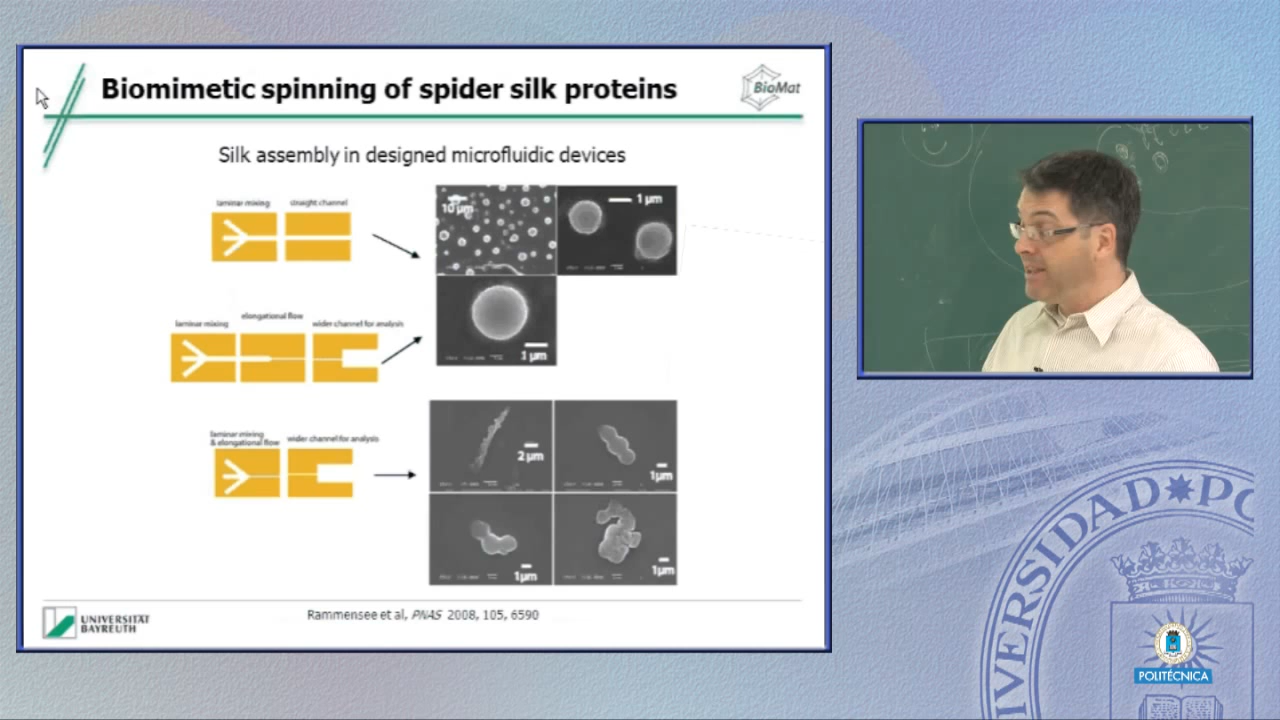 Biomimetic spinning of spider silk proteins
BioMat
Silk assembly in designed microfluidic devices
laminar mixing
straight channel
10 µm
1 µm
elongational flow
laminar mixing
wider channel for analysis
1 µm
laminar mixing
& elongational flow
wider channel for analysis
2 µm
1µm
1µm
1µm
Rammensee et al, PNAS 2008, 105, 6590
UNIVERSITÄT
BAYREUTH
VERSIDAD PO
POLITÉCNICA